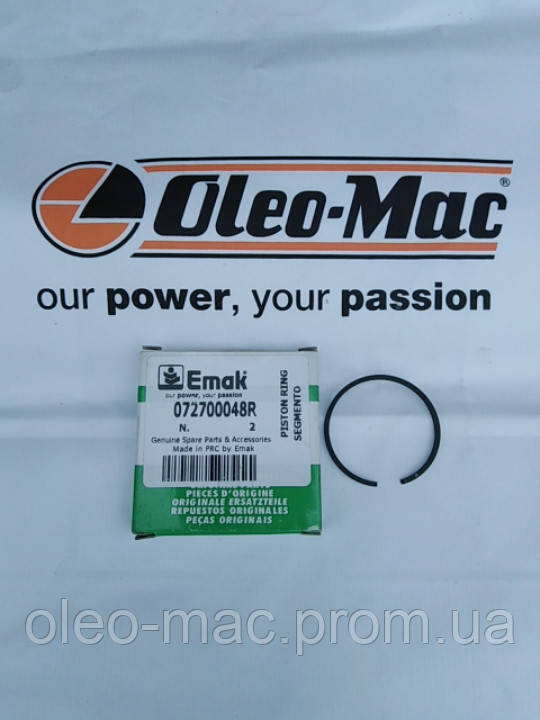 Oleo-Mac®
our power, your passion
Emak®
our power, your passion
072700048R
N. 2
Genuine Spare Parts & Accessories
Made in PRC by Emak
PISTON RING
SEGMENTO
PIECES D'ORIGINE
ORIGINALE ERSATZTEILE
REPUESTOS ORIGINALES
PEÇAS ORIGINAIS
oleo-mac.prom.ua